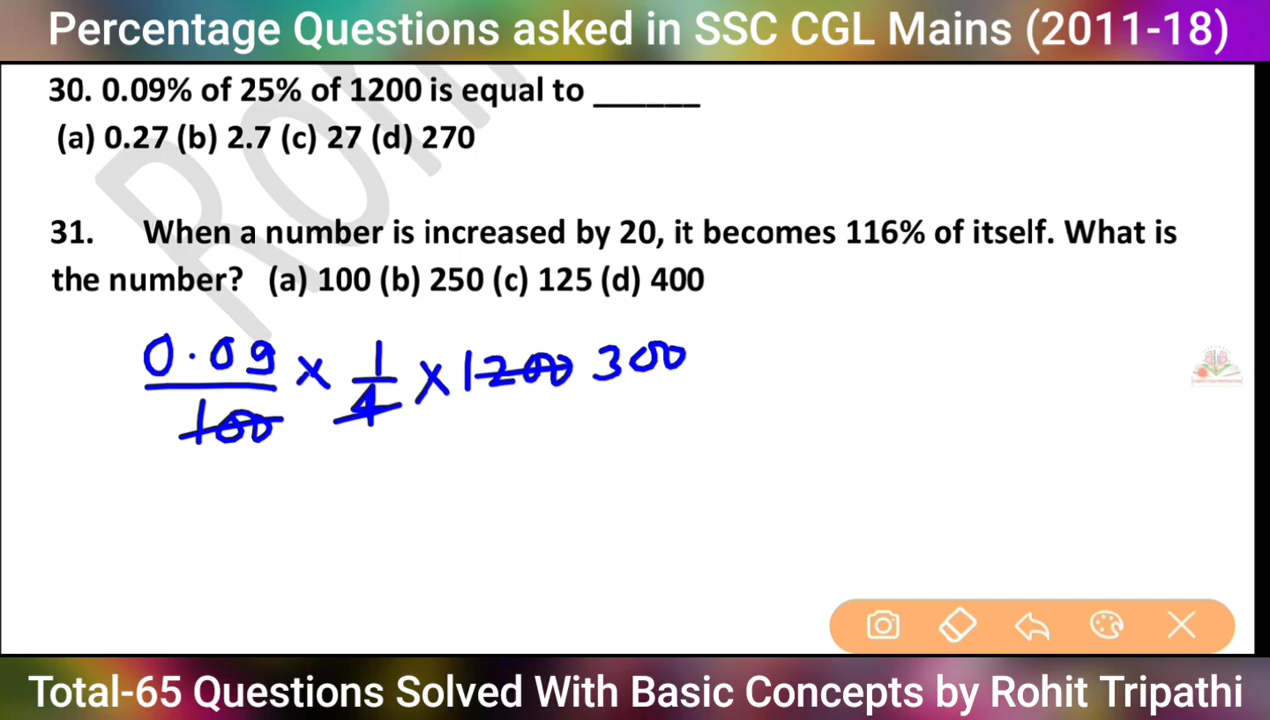 Percentage Questions asked in SSC CGL Mains (2011-18)
30. 0.09% of 25% of 1200 is equal to ______
(a) 0.27 (b) 2.7 (c) 27 (d) 270
31. When a number is increased by 20, it becomes 116% of itself. What is
the number? (a) 100 (b) 250 (c) 125 (d) 400
0.09/100 × 1/4 × 1200 300
Total-65 Questions Solved With Basic Concepts by Rohit Tripathi